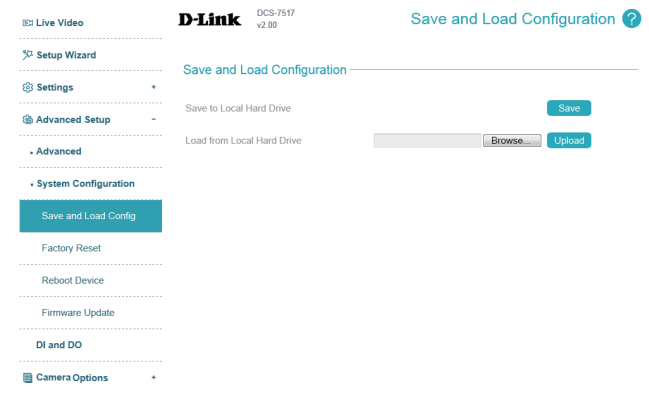 Live Video
Setup Wizard
Settings +
Advanced Setup -
Advanced
System Configuration
Save and Load Config
Factory Reset
Reboot Device
Firmware Update
DI and DO
Camera Options +
D-Link DCS-7517
v2.00
Save and Load Configuration ?
Save and Load Configuration
Save to Local Hard Drive Save
Load from Local Hard Drive Browse... Upload